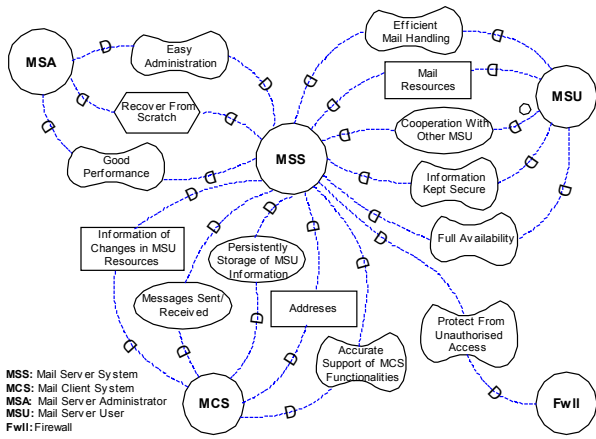 Efficient
Mail Handling
Easy
Administration
MSA
Mail
Resources
MSU
Recover From
Scratch
Cooperation With
Other MSU
MSS
Good
Performance
Information
Kept Secure
Information of
Changes in MSU
Resources
Persistently
Storage of MSU
Information
Full Availability
Messages Sent/
Received
Addreses
Protect From
Unauthorised
Access
Accurate
Support of MCS
Functionalities
MCS
Fwll
MSS: Mail Server System
MCS: Mail Client System
MSA: Mail Server Administrator
MSU: Mail Server User
Fwll: Firewall